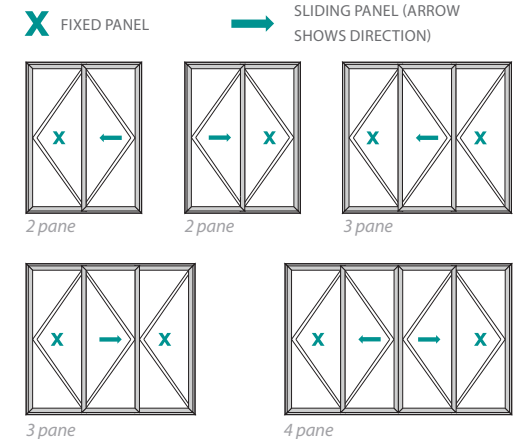 X FIXED PANEL
SLIDING PANEL (ARROW
SHOWS DIRECTION)
X
X
X
X
2 pane
2 pane
3 pane
X
X
X
X
3 pane
4 pane